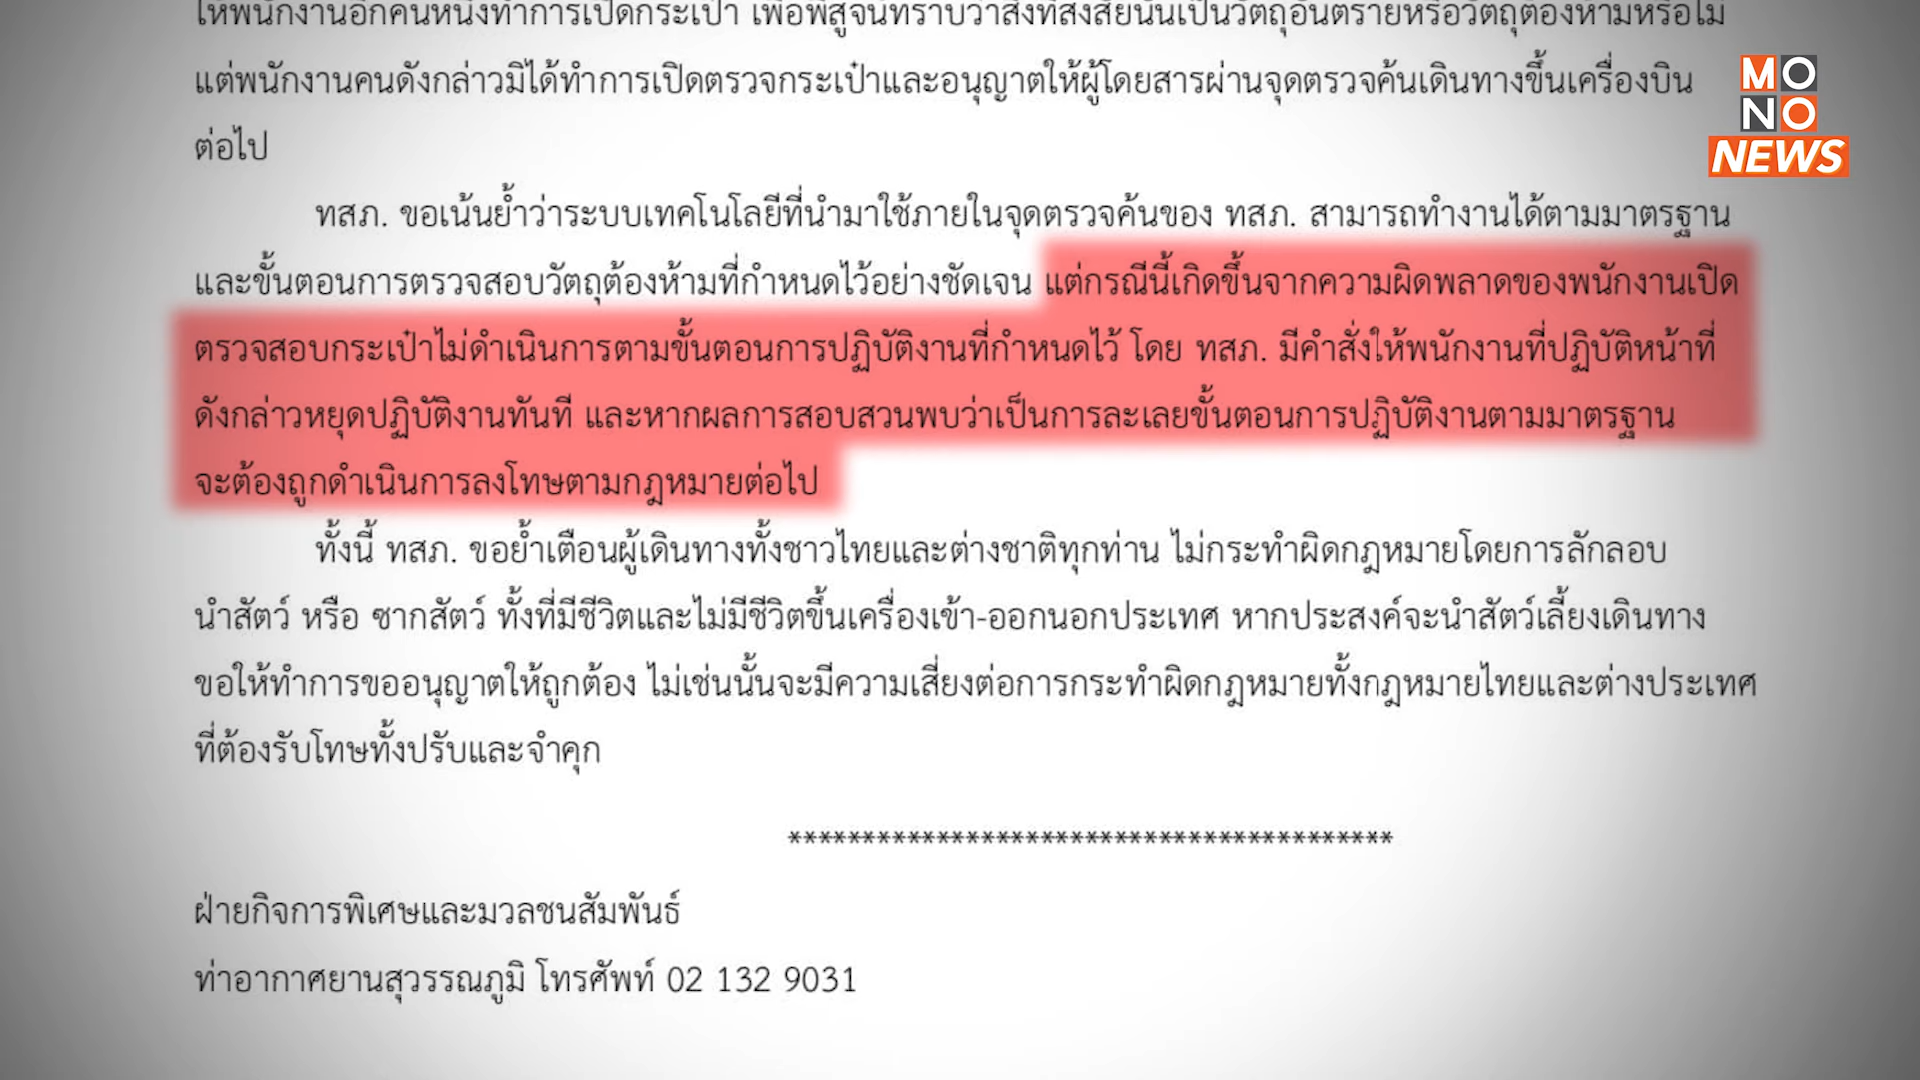 ให้พนักงานอีกคนหนึ่งทำการเปิดกระเป๋า เพื่อพิสูจน์ทราบว่าสิ่งที่สงสัยนั้นเป็นวัตถุอันตรายหรือวัตถุต้องห้ามหรือไม่
แต่พนักงานคนดังกล่าวมิได้ทำการเปิดตรวจกระเป๋าและอนุญาตให้ผู้โดยสารผ่านจุดตรวจค้นเดินทางขึ้นเครื่องบิน
ต่อไป
MO
NO
NEWS
ทสภ. ขอเน้นย้ำว่าระบบเทคโนโลยีที่นำมาใช้ภายในจุดตรวจค้นของ ทสภ. สามารถทำงานได้ตามมาตรฐาน
และขั้นตอนการตรวจสอบวัตถุต้องห้ามที่กำหนดไว้อย่างชัดเจน แต่กรณีนี้เกิดขึ้นจากความผิดพลาดของพนักงานเปิด
ตรวจสอบกระเป๋าไม่ดำเนินการตามขั้นตอนการปฏิบัติงานที่กำหนดไว้ โดย ทสภ. มีคำสั่งให้พนักงานที่ปฏิบัติหน้าที่
ดังกล่าวหยุดปฏิบัติงานทันที และหากผลการสอบสวนพบว่าเป็นการละเลยขั้นตอนการปฏิบัติงานตามมาตรฐาน
จะต้องถูกดำเนินการลงโทษตามกฎหมายต่อไป
ทั้งนี้ ทสภ. ขอย้ำเตือนผู้เดินทางทั้งชาวไทยและต่างชาติทุกท่าน ไม่กระทำผิดกฎหมายโดยการลักลอบ
นำสัตว์ หรือ ซากสัตว์ ทั้งที่มีชีวิตและไม่มีชีวิตขึ้นเครื่องเข้า-ออกนอกประเทศ หากประสงค์จะนำสัตว์เลี้ยงเดินทาง
ขอให้ทำการขออนุญาตให้ถูกต้อง ไม่เช่นนั้นจะมีความเสี่ยงต่อการกระทำผิดกฎหมายทั้งกฎหมายไทยและต่างประเทศ
ที่ต้องรับโทษทั้งปรับและจำคุก
*****************************************
ฝ่ายกิจการพิเศษและมวลชนสัมพันธ์
ท่าอากาศยานสุวรรณภูมิ โทรศัพท์ 02 132 9031